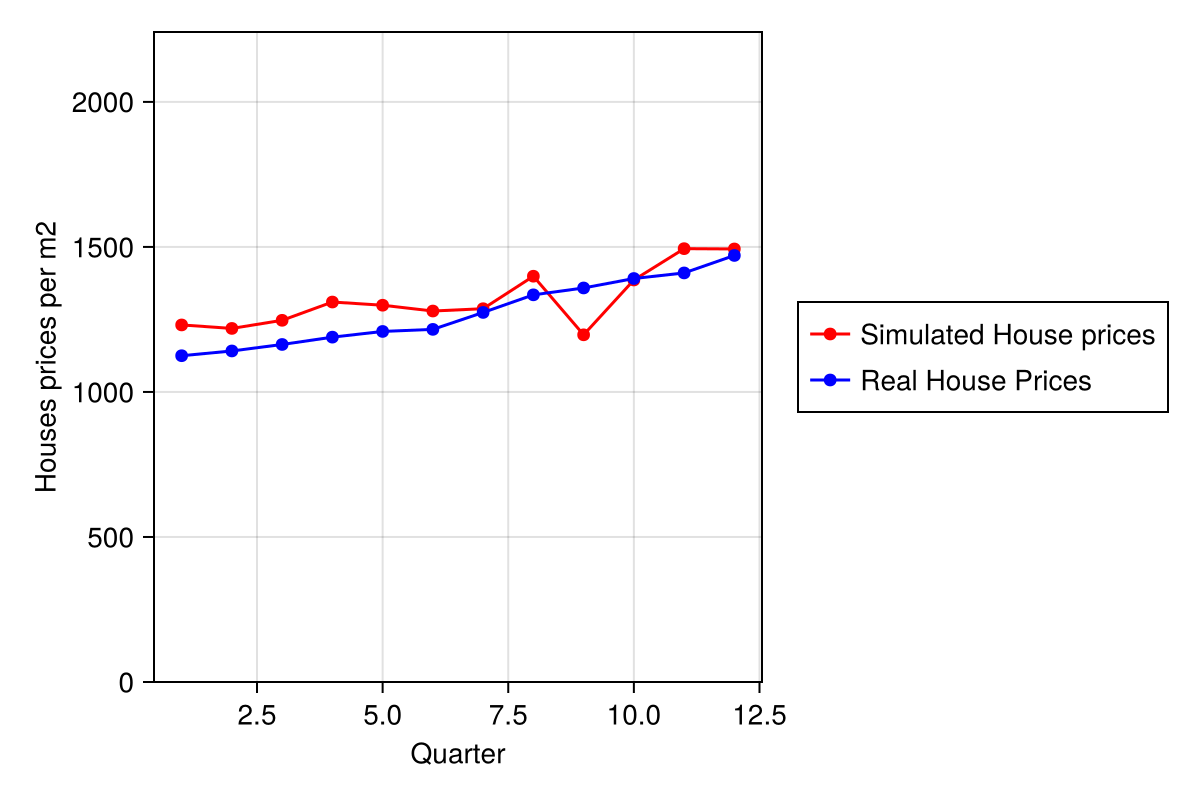 2000
1500
1000
500
0
2.5 5.0 7.5 10.0 12.5
Quarter
Houses prices per m2
Simulated House prices
Real House Prices